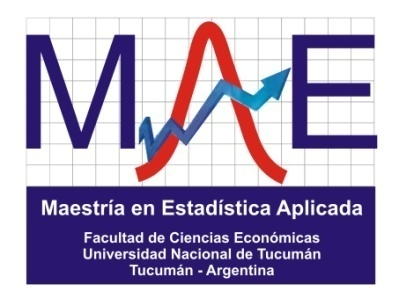 MAE
Maestría en Estadística Aplicada
Facultad de Ciencias Económicas
Universidad Nacional de Tucumán
Tucumán - Argentina